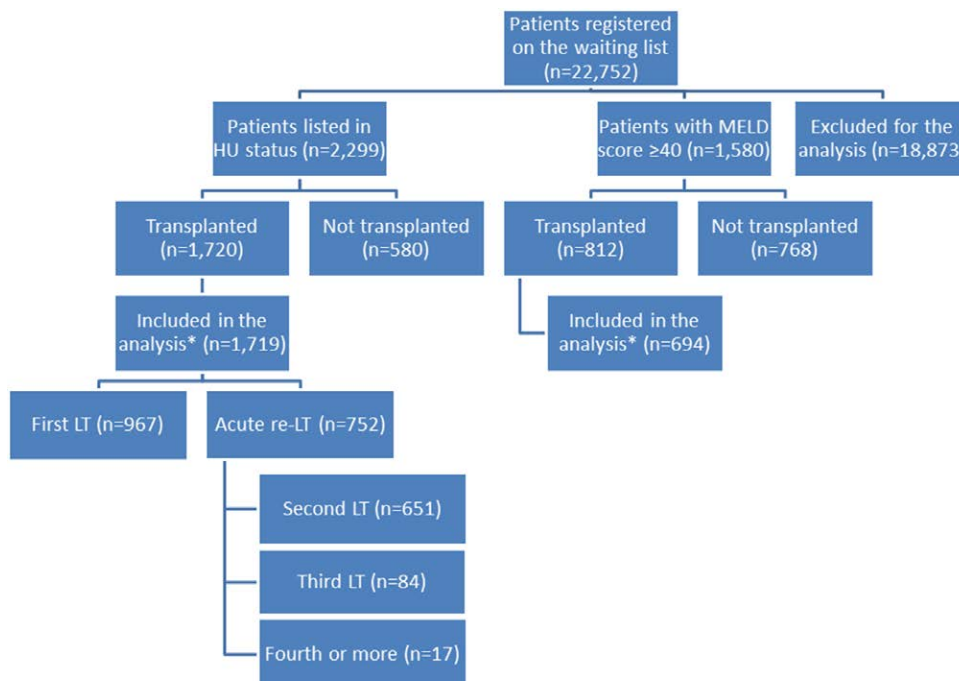 Patients registered
on the waiting list
(n=22,752)
Patients listed in
HU status (n=2,299)
Patients with MELD
score ≥40 (n=1,580)
Excluded for the
analysis (n=18,873)
Transplanted
(n=1,720)
Not transplanted
(n=580)
Transplanted
(n=812)
Not transplanted
(n=768)
Included in the
analysis* (n=1,719)
Included in the
analysis* (n=694)
First LT (n=967)
Acute re-LT (n=752)
Second LT (n=651)
Third LT (n=84)
Fourth or more (n=17)